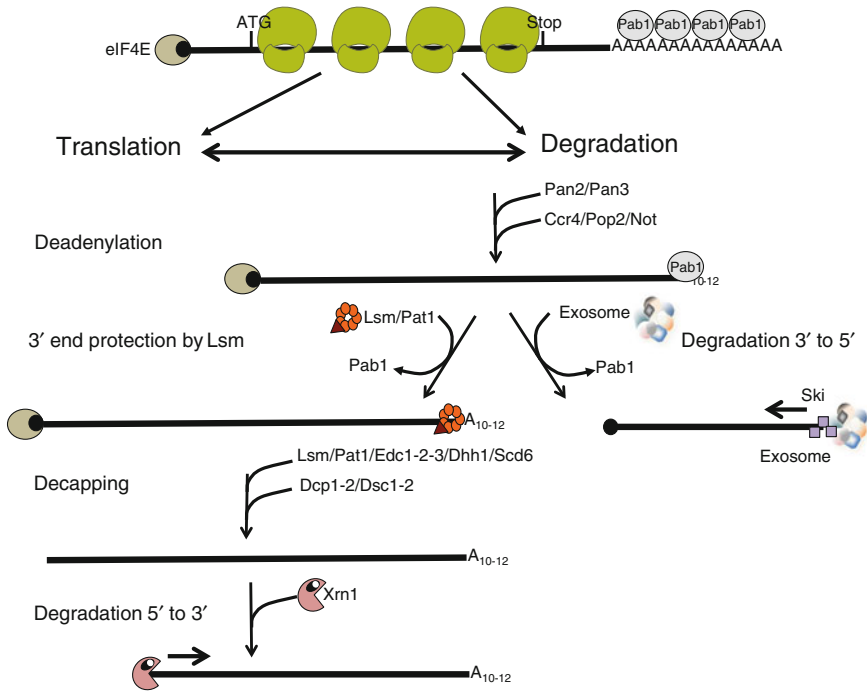 ATG
Stop
Pab1 Pab1 Pab1 Pab1
eIF4E
AAAAAAAAAAAAAAA
Translation
Degradation
Pan2/Pan3
Ccr4/Pop2/Not
Deadenylation
Pab1
10-12
Lsm/Pat1
Exosome
3′ end protection by Lsm
Degradation 3′ to 5′
Pab1
Pab1
Ski
A10-12
Exosome
Lsm/Pat1/Edc1-2-3/Dhh1/Scd6
Decapping
Dcp1-2/Dsc1-2
A10-12
Xrn1
Degradation 5′ to 3′
A10-12